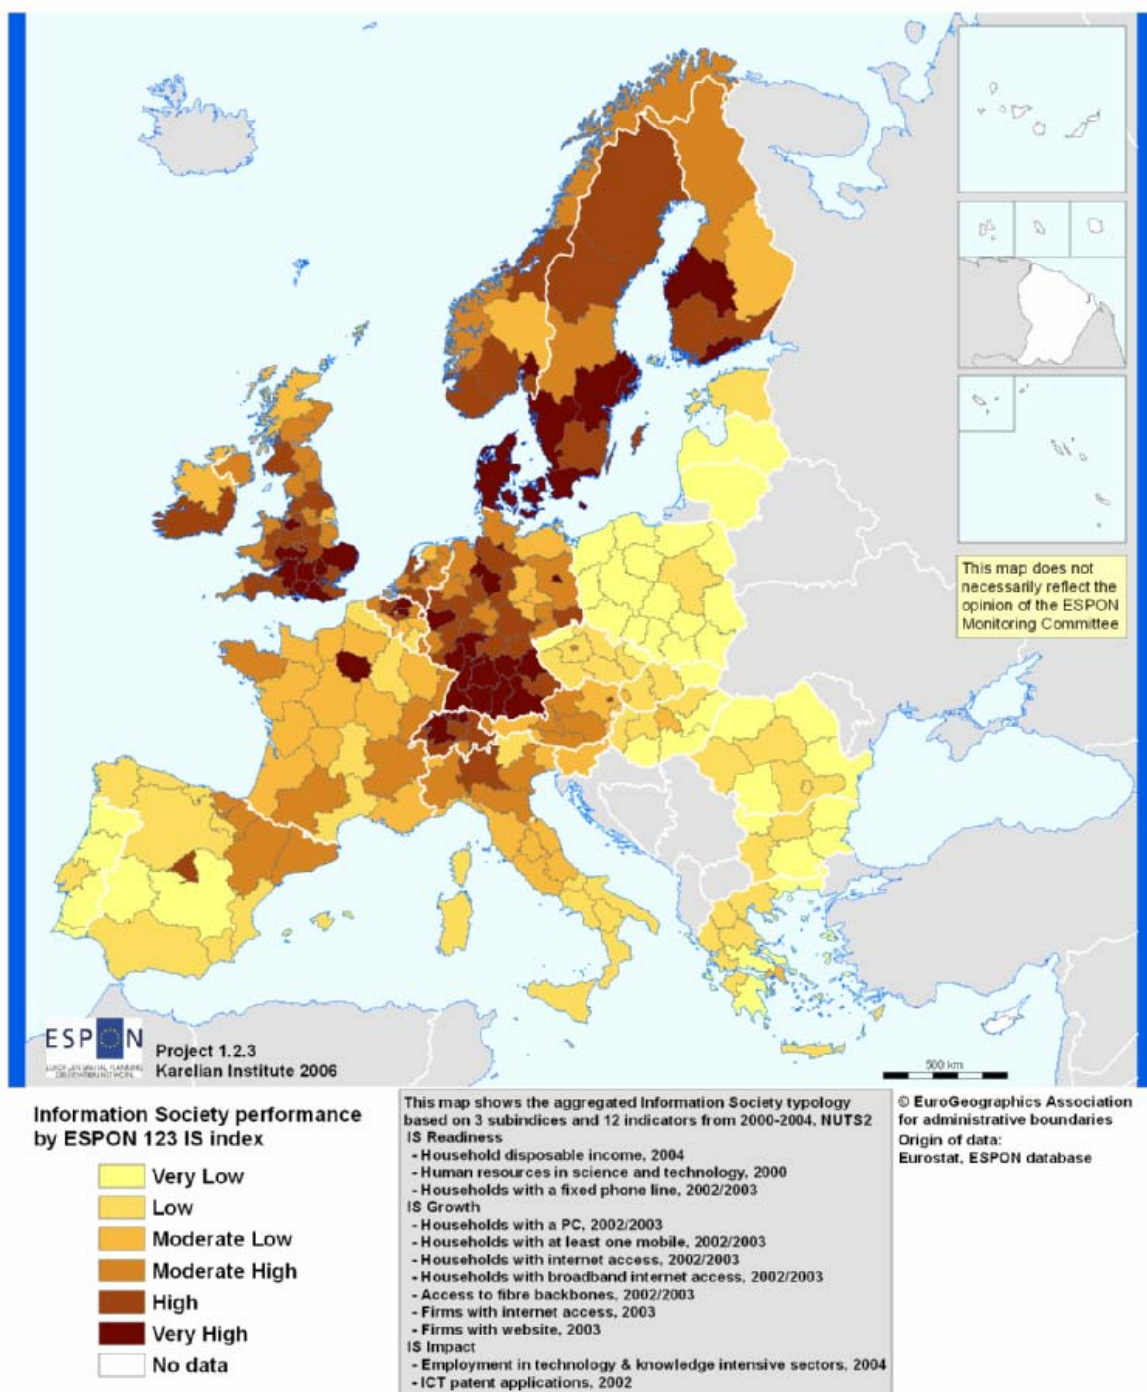 This map does not
necessarily reflect the
opinion of the ESPON
Monitoring Committee
ESPON
EUROPEAN SPATIAL PLANNING
OBSERVATION NETWORK
Project 1.2.3
Karelian Institute 2006
500 km
Information Society performance
by ESPON 123 IS index
Very Low
Low
Moderate Low
Moderate High
High
Very High
No data
This map shows the aggregated Information Society typology
based on 3 subindices and 12 indicators from 2000-2004, NUTS2
IS Readiness
- Household disposable income, 2004
- Human resources in science and technology, 2000
- Households with a fixed phone line, 2002/2003
IS Growth
- Households with a PC, 2002/2003
- Households with at least one mobile, 2002/2003
- Households with internet access, 2002/2003
- Households with broadband internet access, 2002/2003
- Access to fibre backbones, 2002/2003
- Firms with internet access, 2003
- Firms with website, 2003
IS Impact
- Employment in technology & knowledge intensive sectors, 2004
- ICT patent applications, 2002
© EuroGeographics Association
for administrative boundaries
Origin of data:
Eurostat, ESPON database